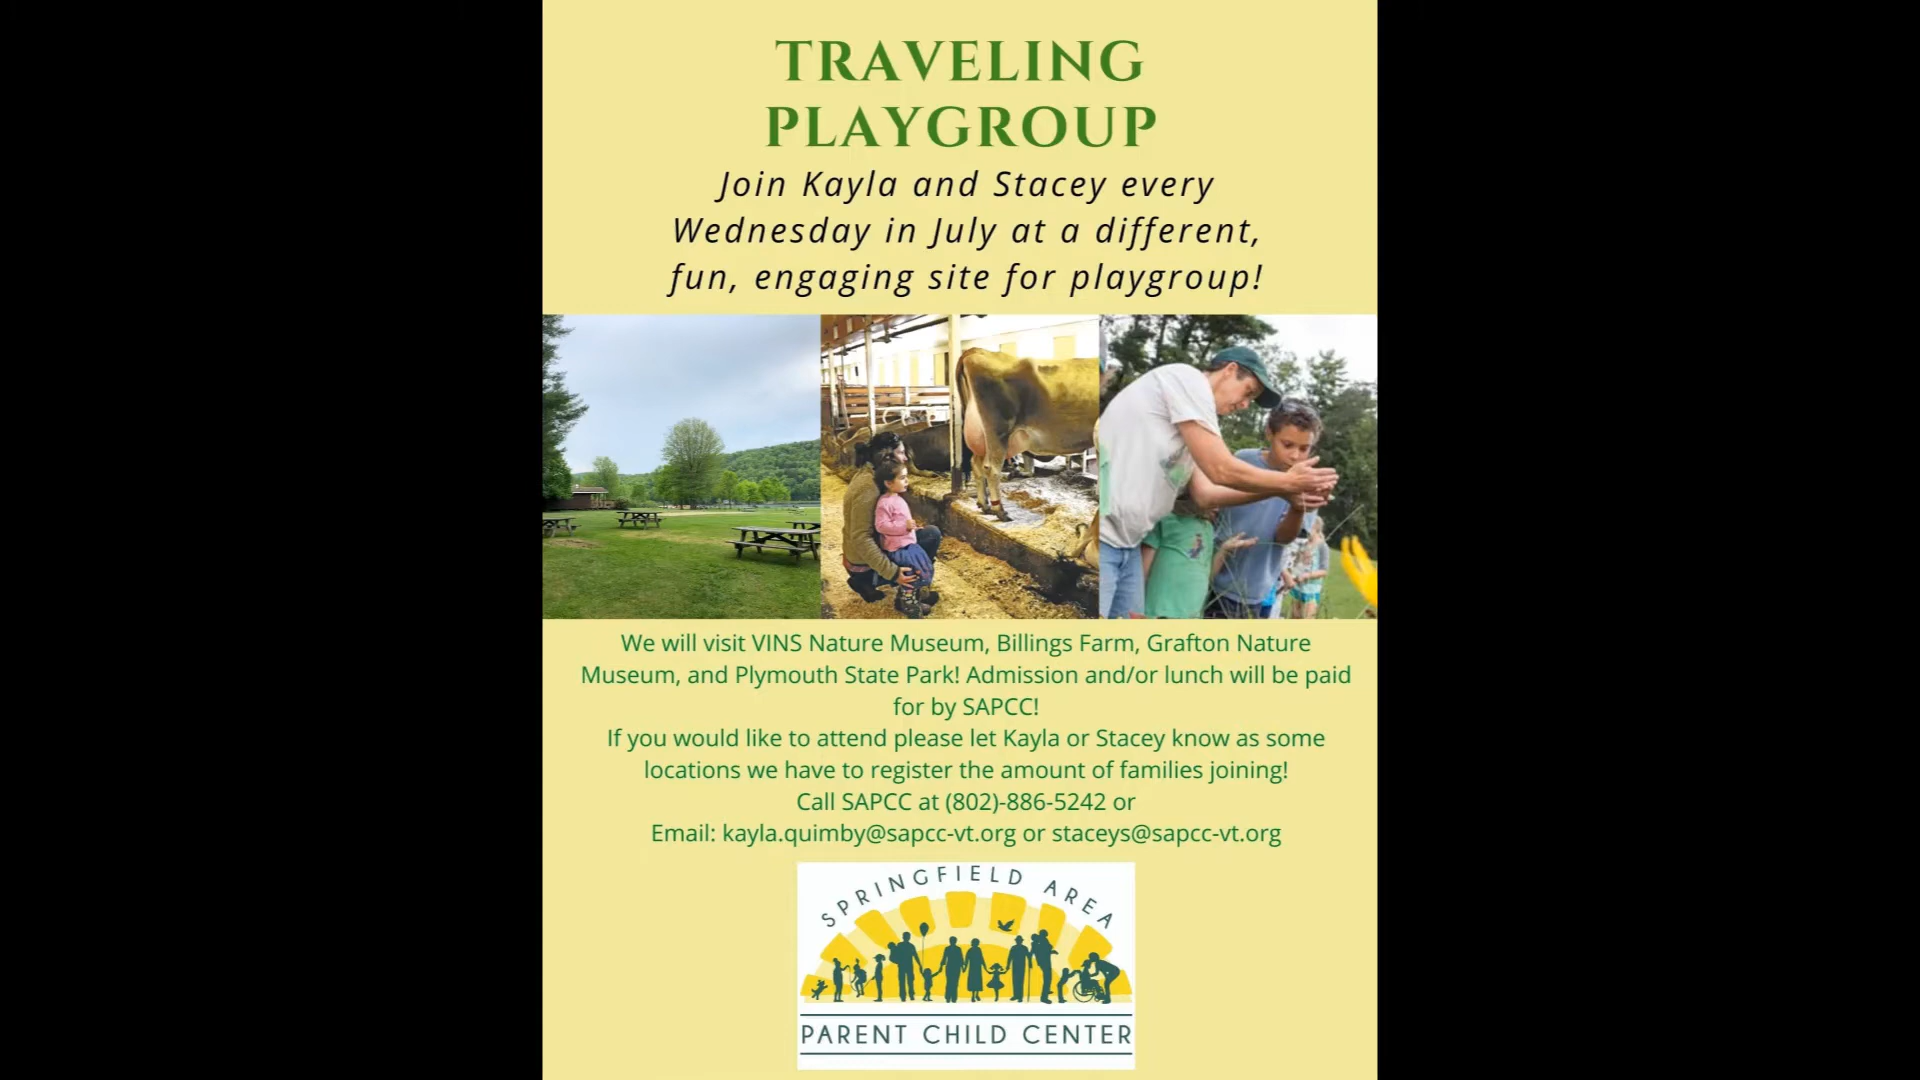 TRAVELING
PLAYGROUP
Join Kayla and Stacey every
Wednesday in July at a different,
fun, engaging site for playgroup!
We will visit VINS Nature Museum, Billings Farm, Grafton Nature
Museum, and Plymouth State Park! Admission and/or lunch will be paid
for by SAPCC!
If you would like to attend please let Kayla or Stacey know as some
locations we have to register the amount of families joining!
Call SAPCC at (802)-886-5242 or
Email: kayla.quimby@sapcc-vt.org or staceys@sapcc-vt.org
SPRINGFIELD AREA
PARENT CHILD CENTER